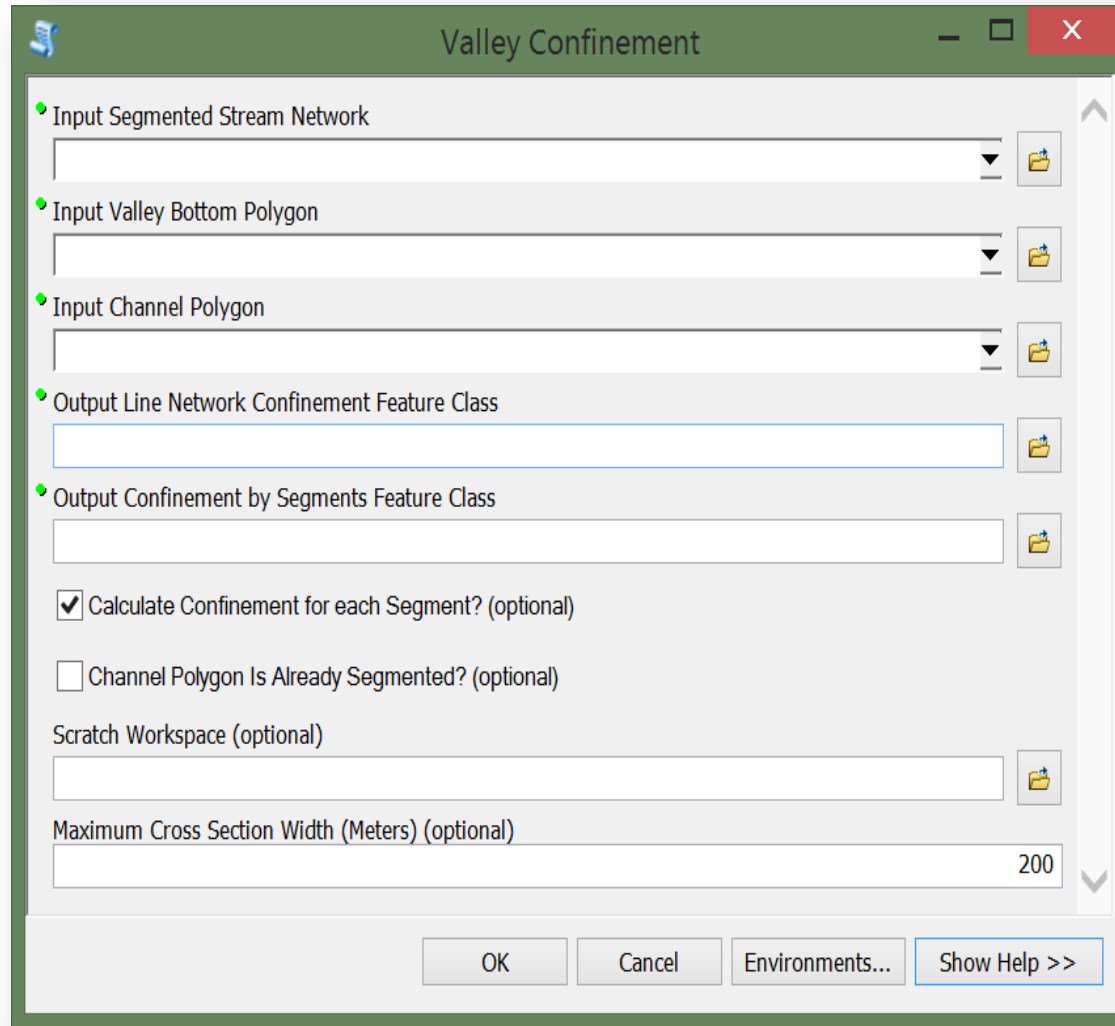 Valley Confinement
Input Segmented Stream Network
Input Valley Bottom Polygon
Input Channel Polygon
Output Line Network Confinement Feature Class
Output Confinement by Segments Feature Class
Calculate Confinement for each Segment? (optional)
Channel Polygon Is Already Segmented? (optional)
Scratch Workspace (optional)
Maximum Cross Section Width (Meters) (optional)
200
OK Cancel Environments... Show Help >>